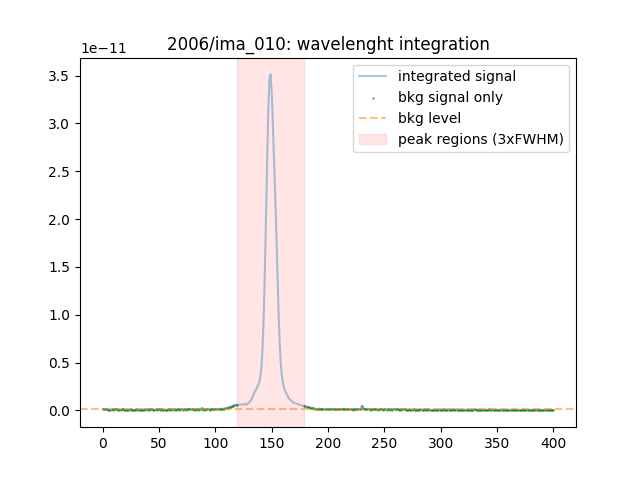 2006/ima_010: wavelenght integration
1e−11
3.5
3.0
2.5
2.0
1.5
1.0
0.5
0.0
integrated signal
bkg signal only
bkg level
peak regions (3xFWHM)
0 50 100 150 200 250 300 350 400